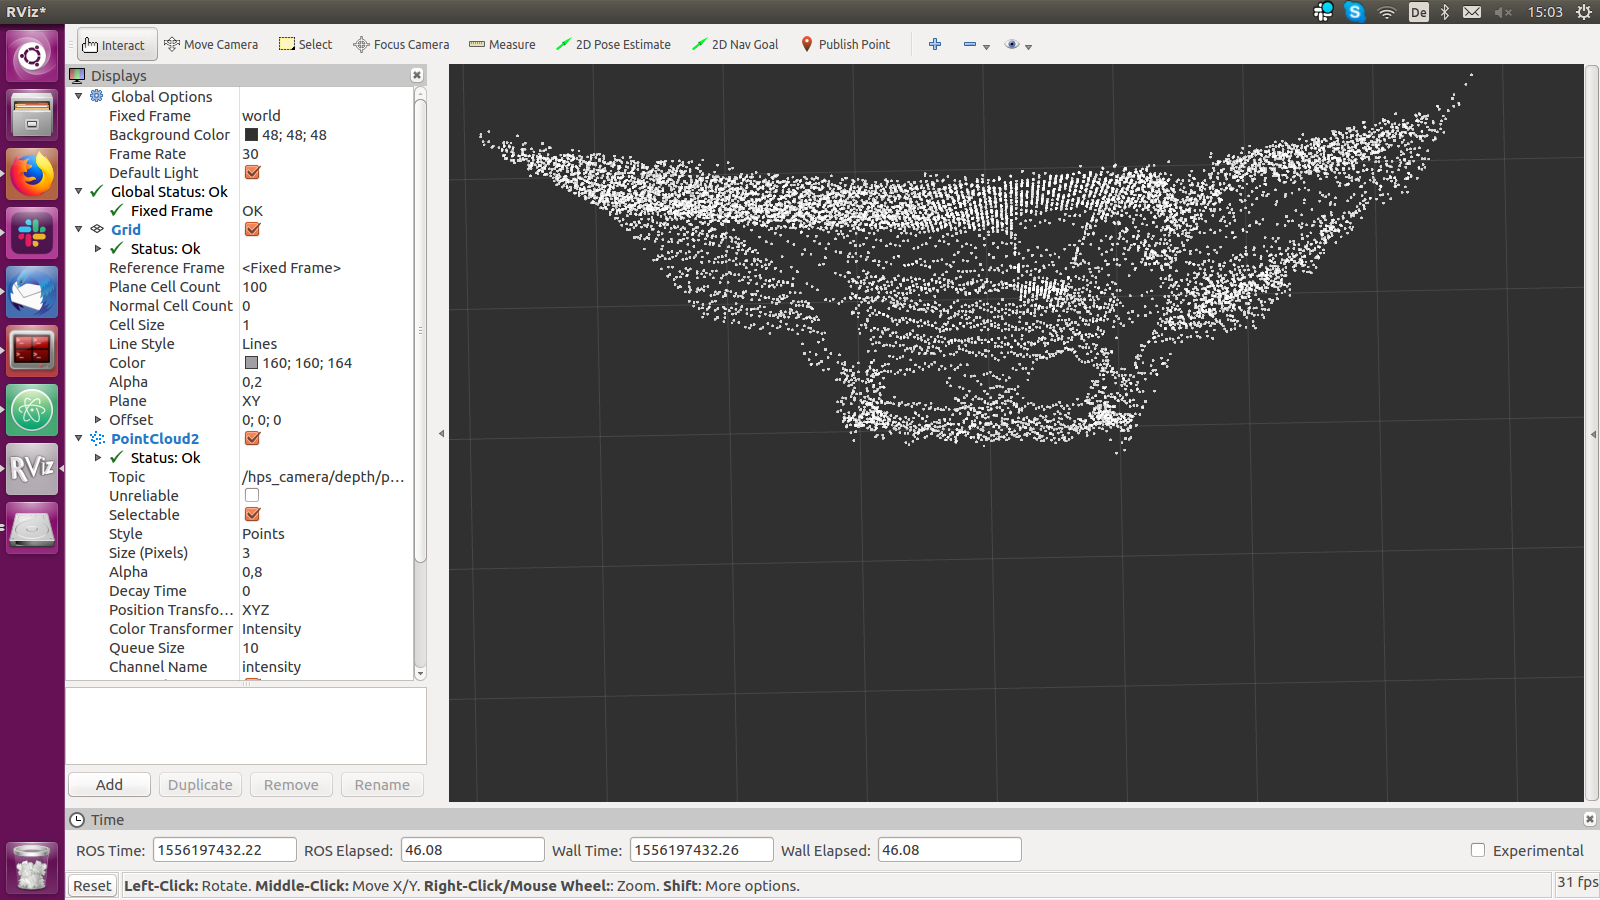 RViz*
De
15:03
Interact
Move Camera
Select
Focus Camera
Measure
2D Pose Estimate
2D Nav Goal
Publish Point
Displays
Global Options
Fixed Frame world
Background Color 48; 48; 48
Frame Rate 30
Default Light
Global Status: Ok
Fixed Frame OK
Grid
Status: Ok
Reference Frame <Fixed Frame>
Plane Cell Count 100
Normal Cell Count 0
Cell Size 1
Line Style Lines
Color 160; 160; 164
Alpha 0,2
Plane XY
Offset 0; 0; 0
PointCloud2
Status: Ok
Topic /hps_camera/depth/p...
Unreliable
Selectable
Style Points
Size (Pixels) 3
Alpha 0,8
Decay Time 0
Position Transfo... XYZ
Color Transformer Intensity
Queue Size 10
Channel Name intensity
RViz
Add
Duplicate
Remove
Rename
Time
ROS Time: 1556197432.22 ROS Elapsed: 46.08 Wall Time: 1556197432.26 Wall Elapsed: 46.08 Experimental
Reset Left-Click: Rotate. Middle-Click: Move X/Y. Right-Click/Mouse Wheel:: Zoom. Shift: More options. 31 fps